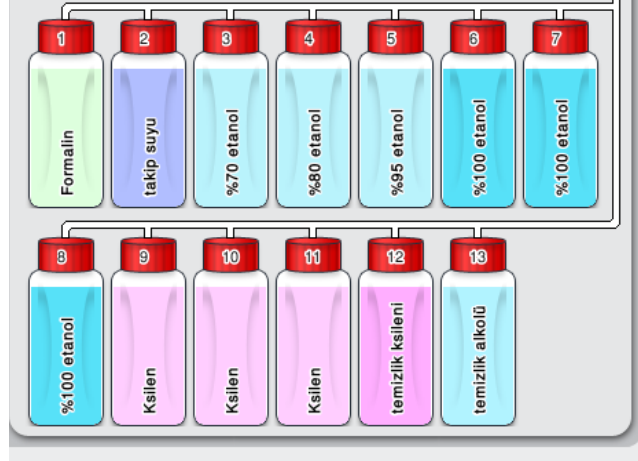 1
2
3
4
5
6
7
Formalin
takip suyu
%70 etanol
%80 etanol
%95 etanol
%100 etanol
%100 etanol
8
9
10
11
12
13
%100 etanol
Ksilen
Ksilen
Ksilen
temizlik ksileni
temizlik alkolü